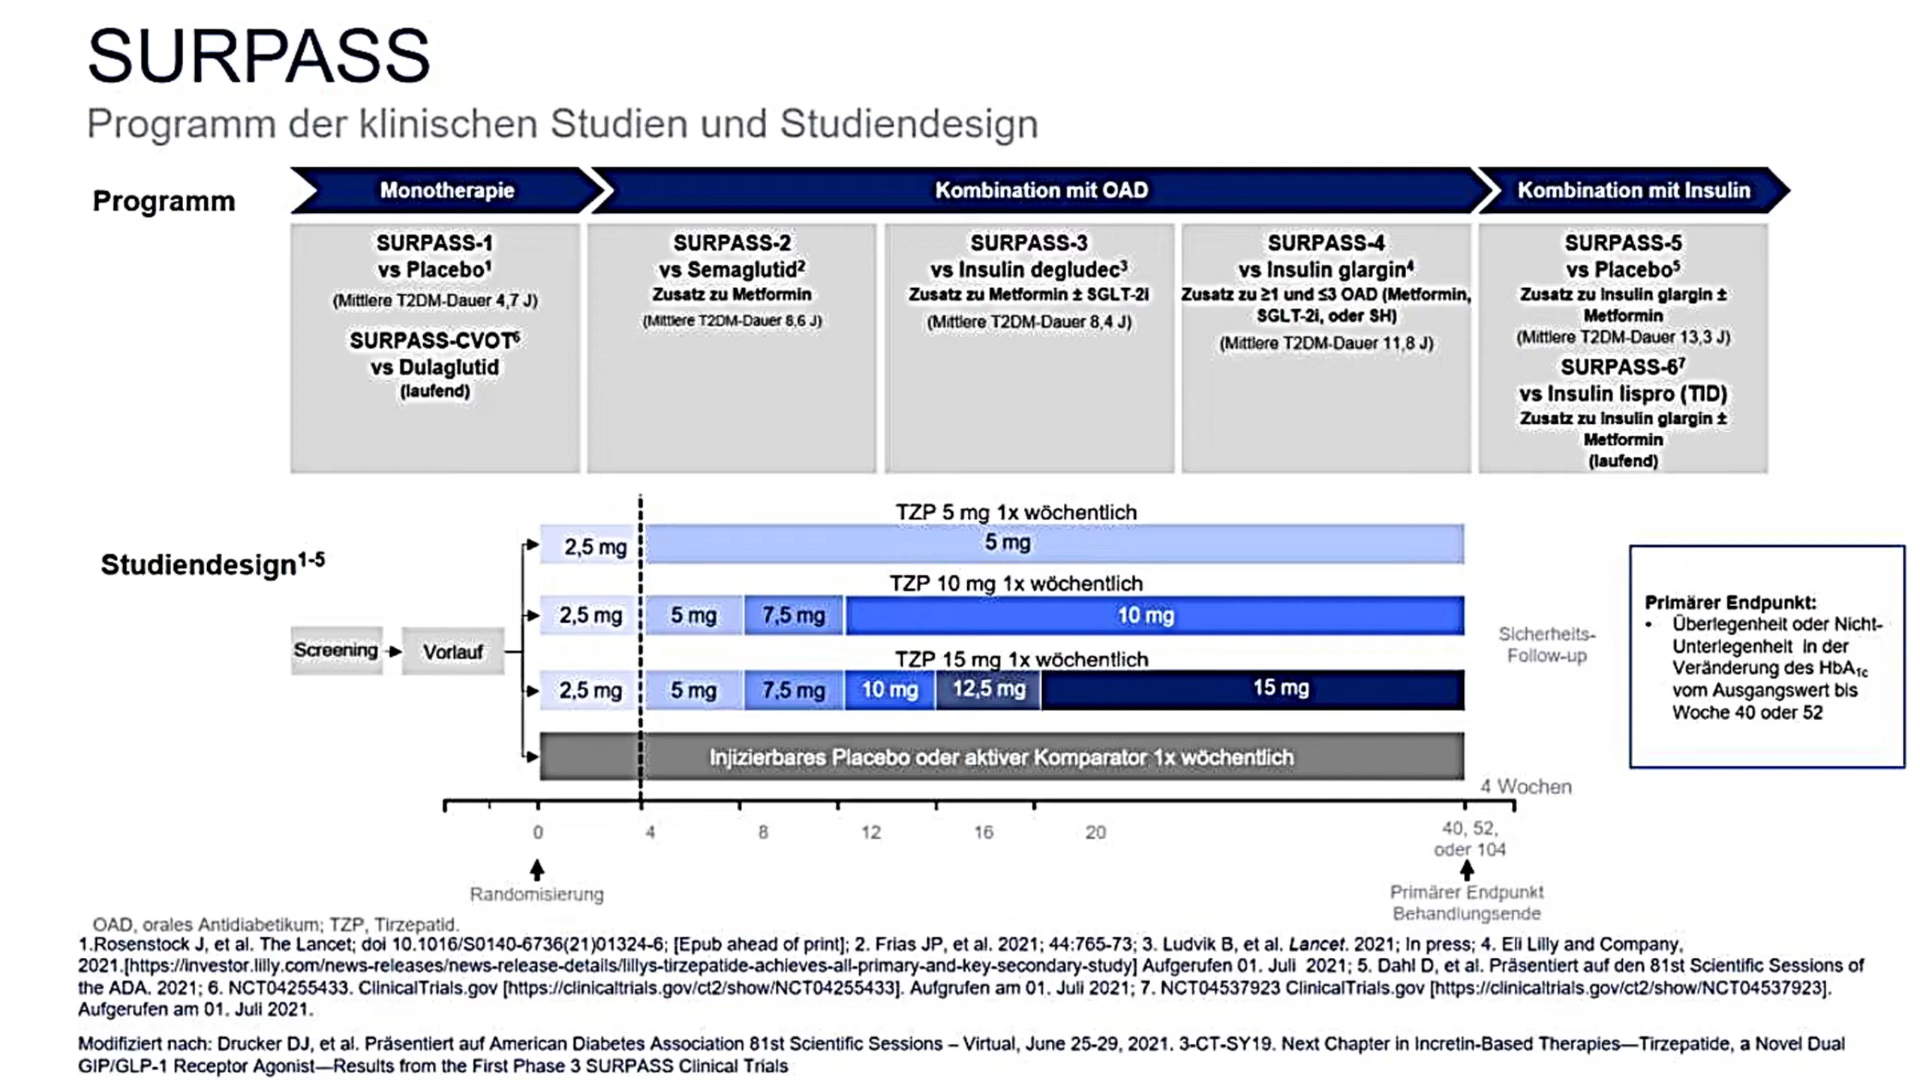 SURPASS
Programm der klinischen Studien und Studiendesign
Programm
Monotherapie
Kombination mit OAD
Kombination mit Insulin
SURPASS-1
vs Placebo¹
(Mittlere T2DM-Dauer 4,7 J)
SURPASS-CVOT⁶
vs Dulaglutid
(laufend)
SURPASS-2
vs Semaglutid²
Zusatz zu Metformin
(Mittlere T2DM-Dauer 8,6 J)
SURPASS-3
vs Insulin degludec³
Zusatz zu Metformin ± SGLT-2i
(Mittlere T2DM-Dauer 8,4 J)
SURPASS-4
vs Insulin glargin⁴
Zusatz zu ≥1 und ≤3 OAD (Metformin,
SGLT-2i, oder SH)
(Mittlere T2DM-Dauer 11,8 J)
SURPASS-5
vs Placebo⁵
Zusatz zu Insulin glargin ±
Metformin
(Mittlere T2DM-Dauer 13,3 J)
SURPASS-6⁷
vs Insulin lispro (TID)
Zusatz zu Insulin glargin ±
Metformin
(laufend)
Studiendesign¹⁻⁵
Screening
Vorlauf
TZP 5 mg 1x wöchentlich
2,5 mg
5 mg
TZP 10 mg 1x wöchentlich
2,5 mg
5 mg
7,5 mg
10 mg
TZP 15 mg 1x wöchentlich
2,5 mg
5 mg
7,5 mg
10 mg
12,5 mg
15 mg
Injizierbares Placebo oder aktiver Komparator 1x wöchentlich
Sicherheits-
Follow-up
4 Wochen
0
4
8
12
16
20
40, 52,
oder 104
Randomisierung
Primärer Endpunkt
Behandlungsende
Primärer Endpunkt:
• Überlegenheit oder Nicht-
Unterlegenheit in der
Veränderung des HbA₁c
vom Ausgangswert bis
Woche 40 oder 52
OAD, orales Antidiabetikum; TZP, Tirzepatid.
1.Rosenstock J, et al. The Lancet; doi 10.1016/S0140-6736(21)01324-6; [Epub ahead of print]; 2. Frias JP, et al. 2021; 44:765-73; 3. Ludvik B, et al. Lancet. 2021; In press; 4. Eli Lilly and Company,
2021.[https://investor.lilly.com/news-releases/news-release-details/lillys-tirzepatide-achieves-all-primary-and-key-secondary-study] Aufgerufen 01. Juli 2021; 5. Dahl D, et al. Präsentiert auf den 81st Scientific Sessions of
the ADA. 2021; 6. NCT04255433. ClinicalTrials.gov [https://clinicaltrials.gov/ct2/show/NCT04255433]. Aufgrufen am 01. Juli 2021; 7. NCT04537923 ClinicalTrials.gov [https://clinicaltrials.gov/ct2/show/NCT04537923].
Aufgerufen am 01. Juli 2021.
Modifiziert nach: Drucker DJ, et al. Präsentiert auf American Diabetes Association 81st Scientific Sessions – Virtual, June 25-29, 2021. 3-CT-SY19. Next Chapter in Incretin-Based Therapies—Tirzepatide, a Novel Dual
GIP/GLP-1 Receptor Agonist—Results from the First Phase 3 SURPASS Clinical Trials